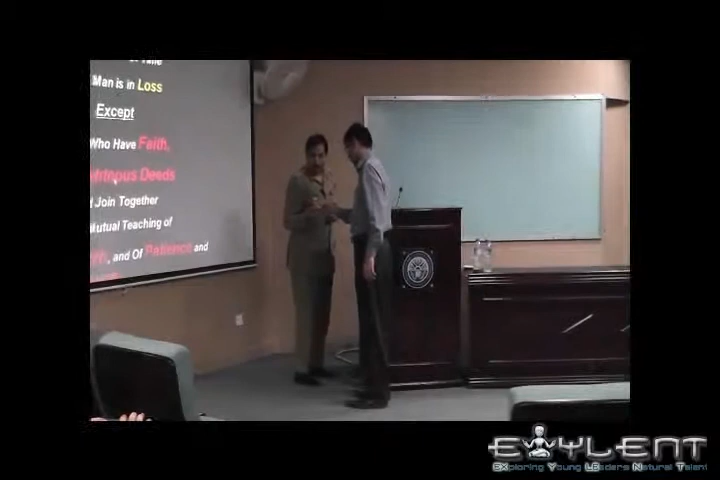 Man is in Loss
Except
Who Have Faith,
Deeds
Join Together
Mutual Teaching of
, and Of Patience and
EXYLENT
EXploring Young LEaders Natural Talent